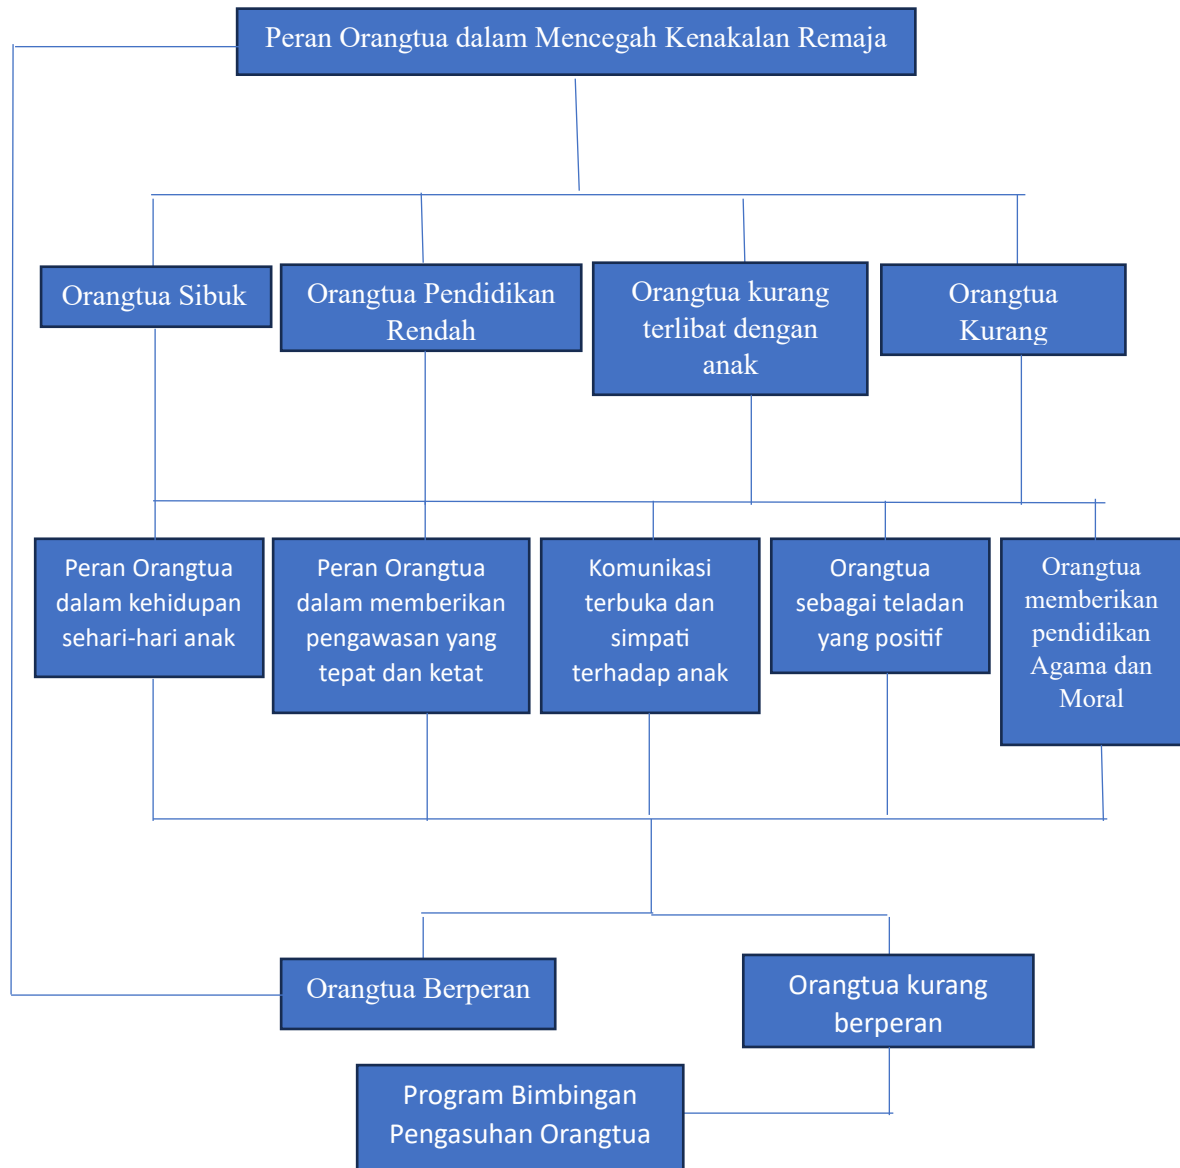 Peran Orangtua dalam Mencegah Kenakalan Remaja
Orangtua Sibuk
Orangtua Pendidikan
Rendah
Orangtua kurang
terlibat dengan
anak
Orangtua
Kurang
Peran Orangtua
dalam kehidupan
sehari-hari anak
Peran Orangtua
dalam memberikan
pengawasan yang
tepat dan ketat
Komunikasi
terbuka dan
simpati
terhadap anak
Orangtua
sebagai teladan
yang positif
Orangtua
memberikan
pendidikan
Agama dan
Moral
Orangtua Berperan
Orangtua kurang
berperan
Program Bimbingan
Pengasuhan Orangtua